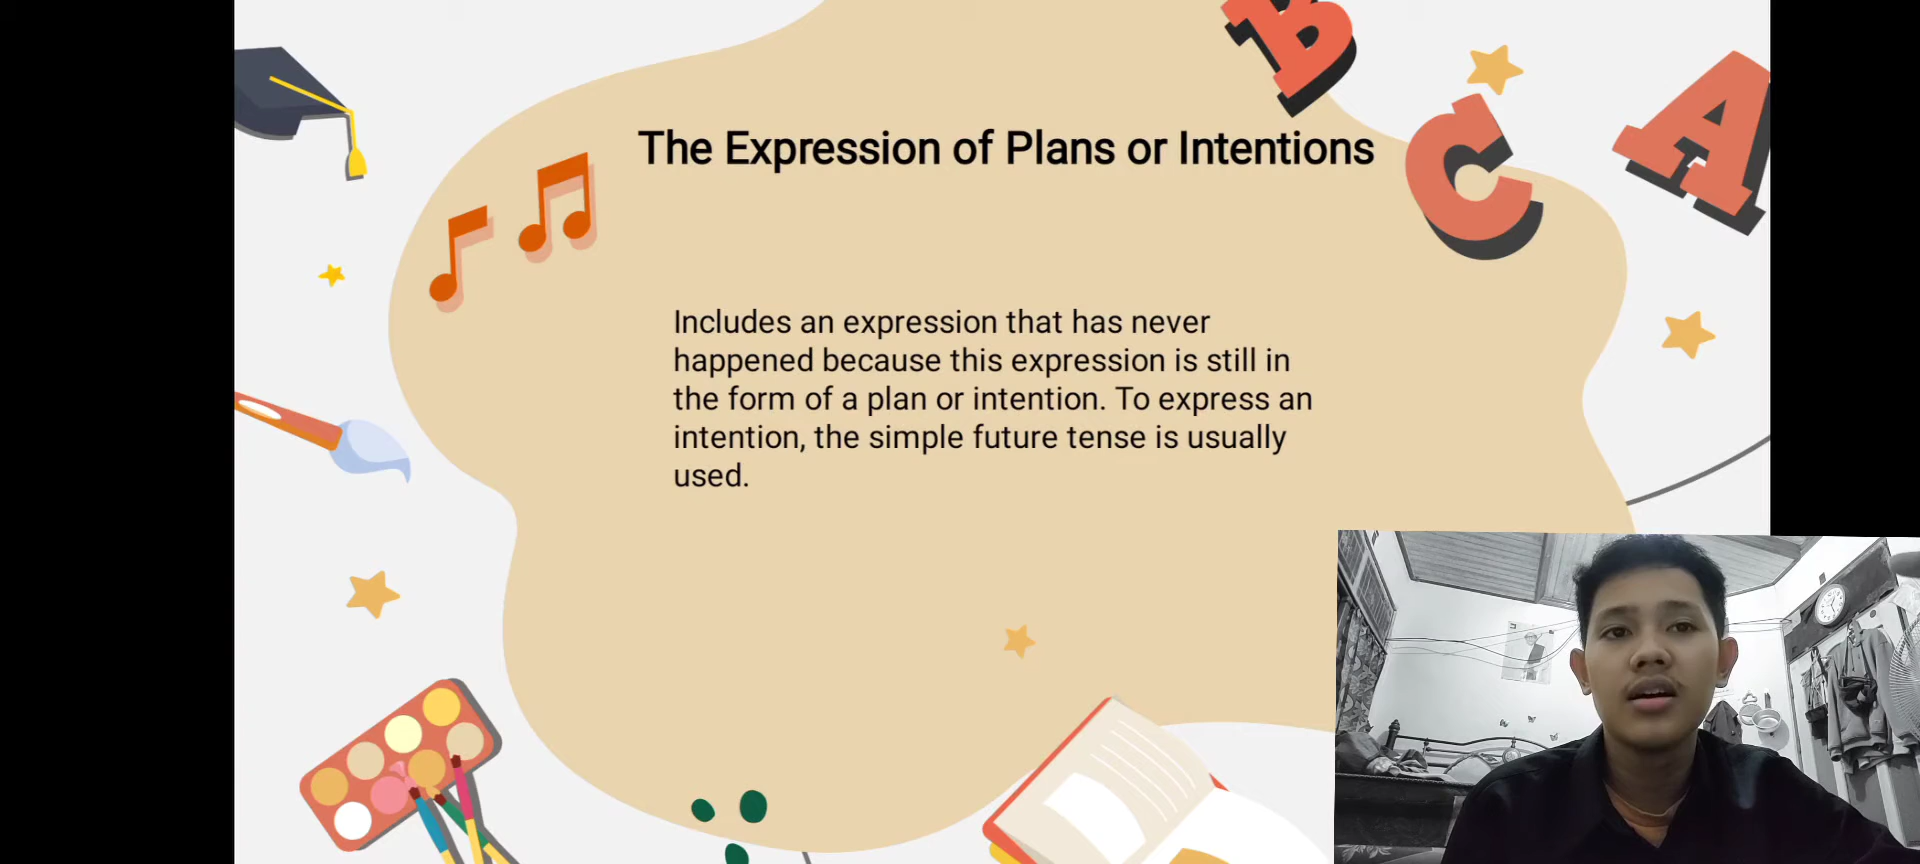 B
C
A
The Expression of Plans or Intentions
Includes an expression that has never
happened because this expression is still in
the form of a plan or intention. To express an
intention, the simple future tense is usually
used.